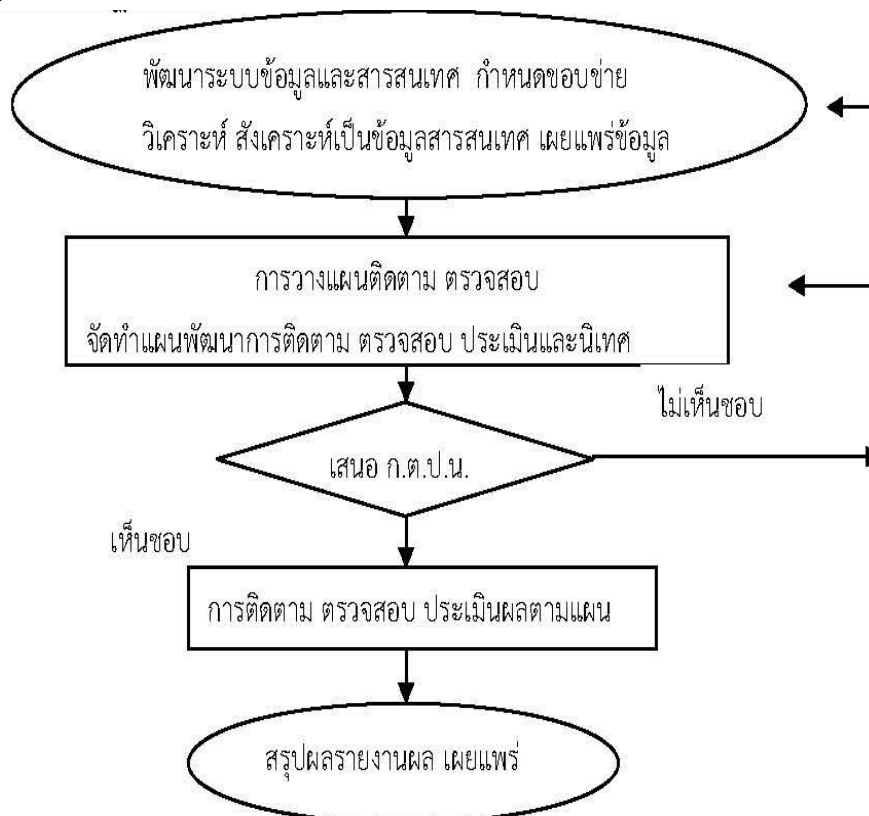 พัฒนาระบบข้อมูลและสารสนเทศ กำหนดขอบข่าย
วิเคราะห์ สังเคราะห์เป็นข้อมูลสารสนเทศ เผยแพร่ข้อมูล
การวางแผนติดตาม ตรวจสอบ
จัดทำแผนพัฒนาการติดตาม ตรวจสอบ ประเมินและนิเทศ
ไม่เห็นชอบ
เสนอ ก.ต.ป.น.
เห็นชอบ
การติดตาม ตรวจสอบ ประเมินผลตามแผน
สรุปผลรายงานผล เผยแพร่